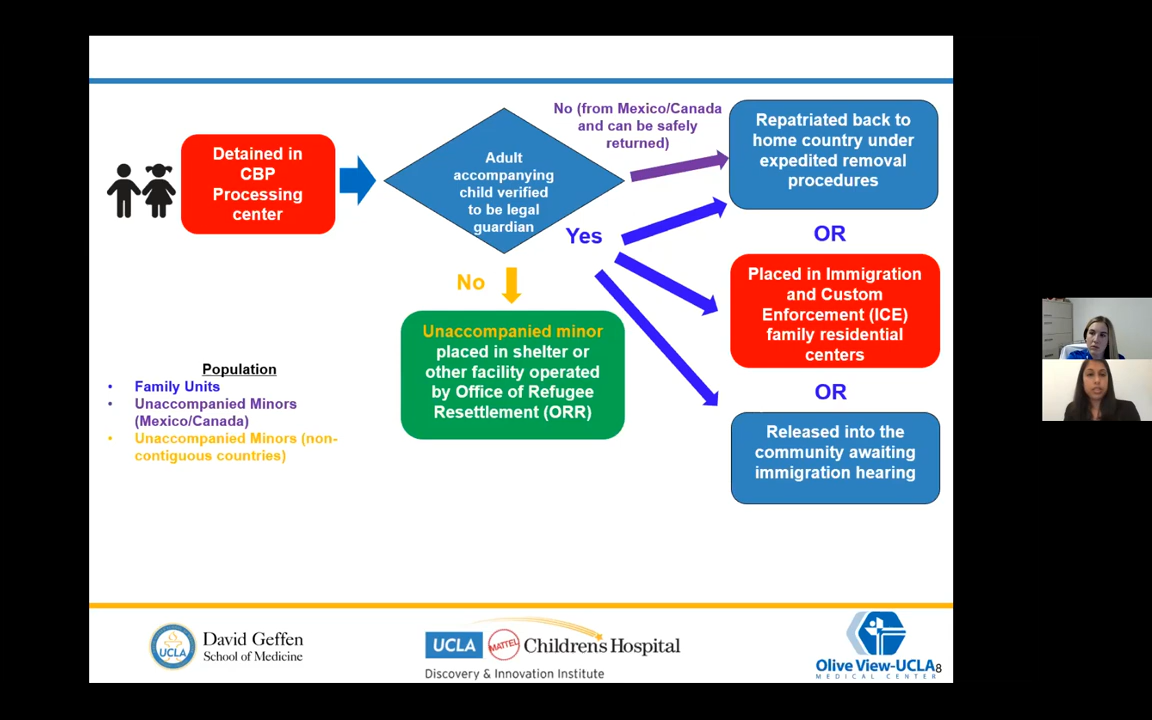 No (from Mexico/Canada
and can be safely
returned)
Detained in
CBP
Processing
center
Adult
accompanying
child verified
to be legal
guardian
Repatriated back to
home country under
expedited removal
procedures
Yes
OR
No
Placed in Immigration
and Custom
Enforcement (ICE)
family residential
centers
Unaccompanied minor
placed in shelter or
other facility operated
by Office of Refugee
Resettlement (ORR)
OR
Released into the
community awaiting
immigration hearing
Population
• Family Units
• Unaccompanied Minors
(Mexico/Canada)
• Unaccompanied Minors (non-
contiguous countries)
UCLA
David Geffen
School of Medicine
UCLA MATTEL Childrens Hospital
Discovery & Innovation Institute
Olive View-UCLA
MEDICAL CENTER
8